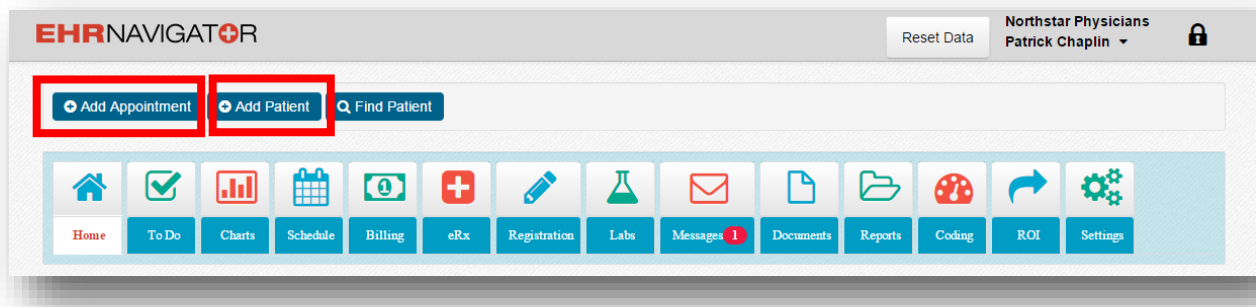 EHRNAVIGATOR
Reset Data
Northstar Physicians
Patrick Chaplin
Add Appointment
Add Patient
Find Patient
Home
To Do
Charts
Schedule
Billing
eRx
Registration
Labs
Messages 1
Documents
Reports
Coding
ROI
Settings